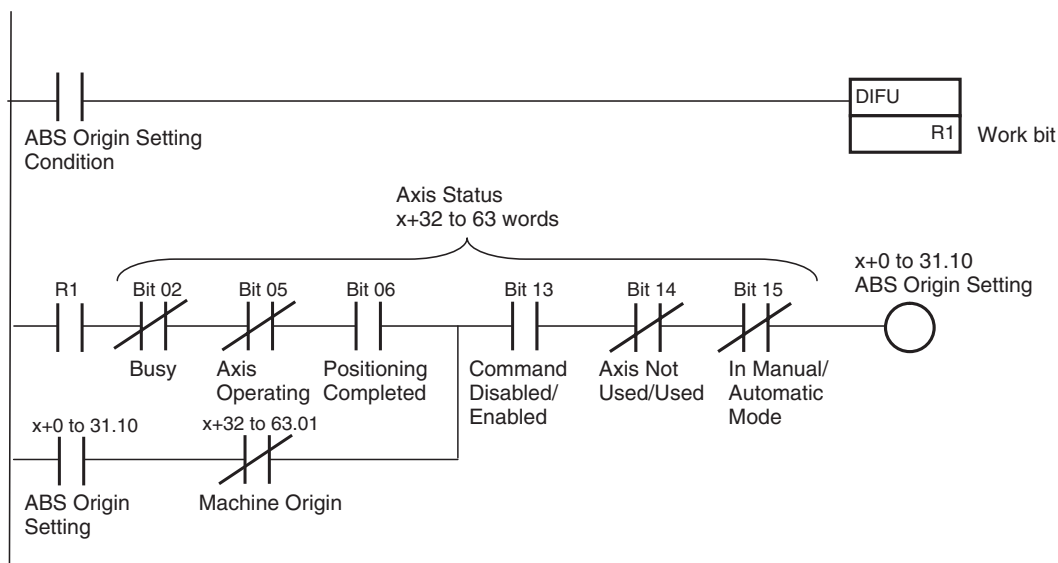 DIFU
R1 Work bit
ABS Origin Setting
Condition
Axis Status
x+32 to 63 words
x+0 to 31.10
ABS Origin Setting
R1 Bit 02 Bit 05 Bit 06 Bit 13 Bit 14 Bit 15
Busy Axis Positioning Command Axis Not In Manual/
Operating Completed Disabled/ Used/Used Automatic
Enabled Mode
x+0 to 31.10 x+32 to 63.01
ABS Origin Machine Origin
Setting